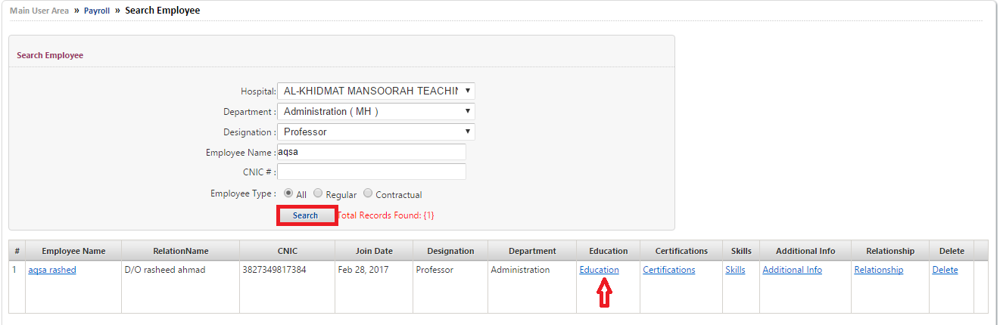 Main User Area » Payroll » Search Employee
Search Employee
Hospital: AL-KHIDMAT MANSOORAH TEACHIN
Department : Administration ( MH )
Designation : Professor
Employee Name : aqsa
CNIC # :
Employee Type : All Regular Contractual
Search Total Records Found: {1}
# Employee Name RelationName CNIC Join Date Designation Department Education Certifications Skills Additional Info Relationship Delete
1 aqsa rashed D/O rasheed ahmad 3827349817384 Feb 28, 2017 Professor Administration Education Certifications Skills Additional Info Relationship Delete